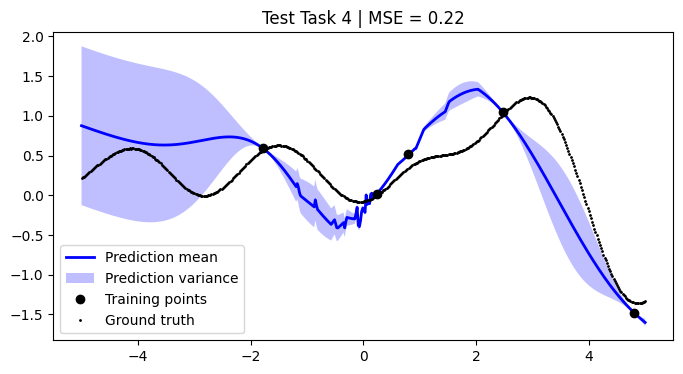 Test Task 4 | MSE = 0.22
2.0
1.5
1.0
0.5
0.0
−0.5
−1.0
−1.5
Prediction mean
Prediction variance
Training points
Ground truth
−4
−2
0
2
4